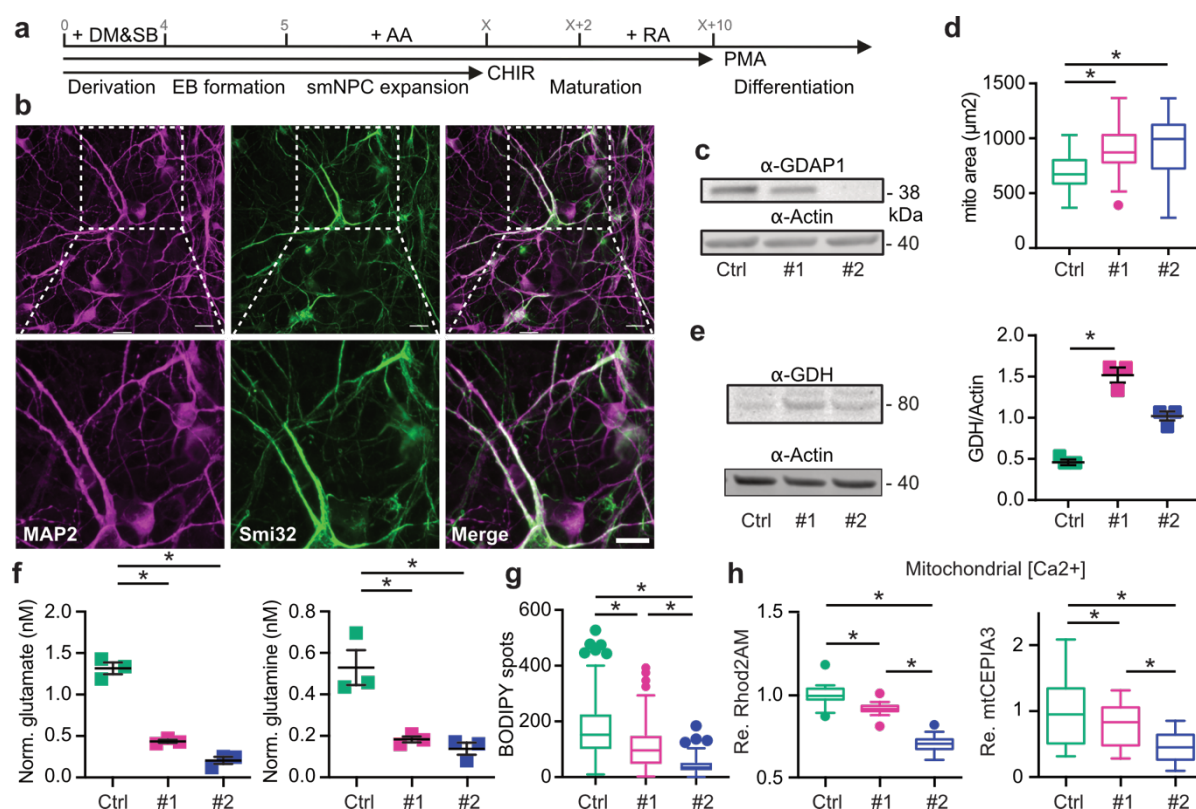 a
0 4 5 X X+2 X+10
+ DM&SB + AA + RA
CHIR PMA
Derivation EB formation smNPC expansion Maturation Differentiation
b
MAP2 Smi32 Merge
c
α-GDAP1
- 38
kDa
α-Actin
- 40
Ctrl #1 #2
d
* *
mito area (µm2)
1500
1000
500
0
Ctrl #1 #2
e
α-GDH
- 80
α-Actin
- 40
Ctrl #1 #2
*
GDH/Actin
2.0
1.5
1.0
0.5
0.0
Ctrl #1 #2
f
* *
Norm. glutamate (nM)
2.0
1.5
1.0
0.5
0.0
Ctrl #1 #2
* *
Norm. glutamine (nM)
0.8
0.6
0.4
0.2
0.0
Ctrl #1 #2
g
* * *
BODIPY spots
600
400
200
0
Ctrl #1 #2
h
Mitochondrial [Ca2+]
* * *
Re. Rhod2AM
1.5
1.0
0.5
Ctrl #1 #2
* * *
Re. mtCEPIA3
2
1
0
Ctrl #1 #2